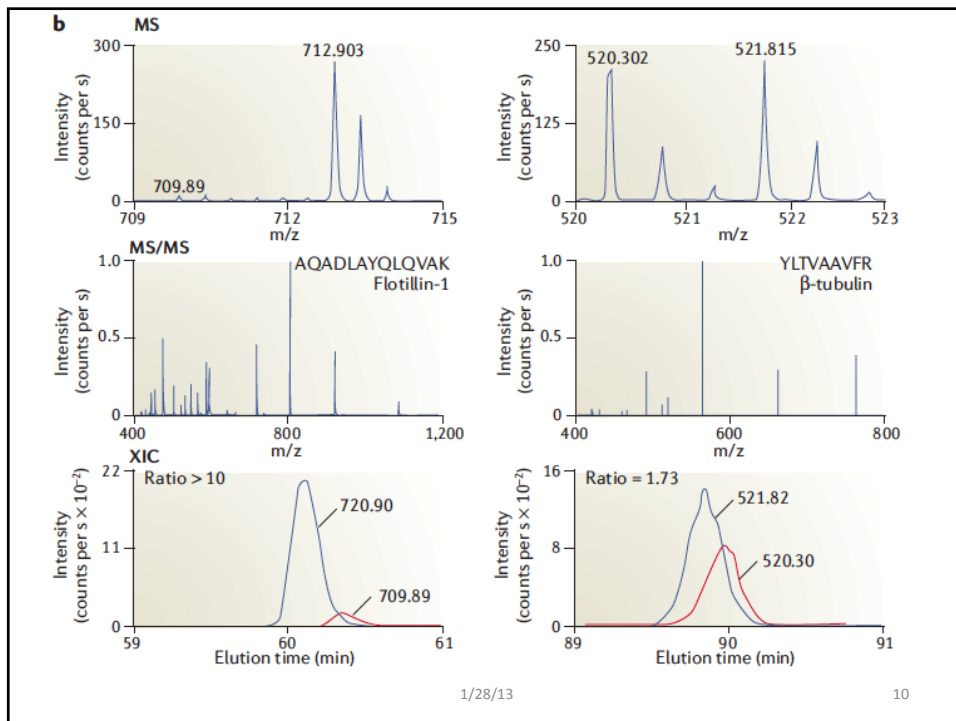 b MS
300
150
0
Intensity
(counts per s)
712.903
709.89
709 712 715
m/z
250
125
0
Intensity
(counts per s)
520.302
521.815
520 521 522 523
m/z
MS/MS
1.0
0.5
0
Intensity
(counts per s)
AQADLAYQLQVAK
Flotillin-1
400 800 1,200
m/z
1.0
0.5
0
Intensity
(counts per s)
YLTVAAVFR
β-tubulin
400 600 800
m/z
XIC
22
11
0
Intensity
(counts per s × 10⁻²)
Ratio > 10
720.90
709.89
59 60 61
Elution time (min)
16
8
0
Intensity
(counts per s × 10⁻²)
Ratio = 1.73
521.82
520.30
89 90 91
Elution time (min)
1/28/13 10